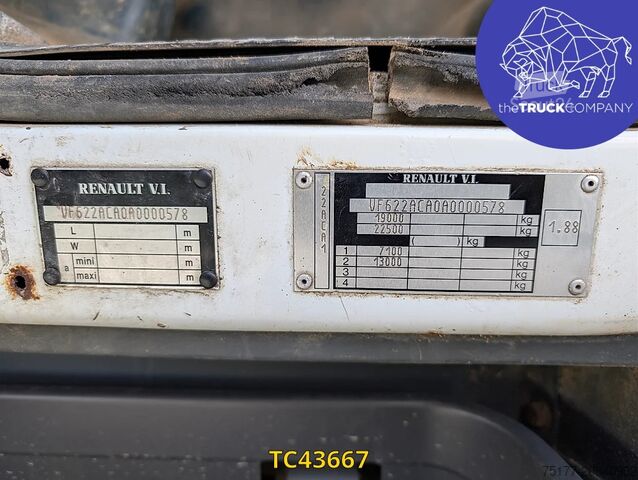 theTRUCKCOMPANY
RENAULT V.I.
VF622ACA0A0000578
L m
W m
a mini m
maxi m
RENAULT V.I.
22ACA1
VF622ACA0A0000578
19000 kg
22500 kg
( ) kg
1 7100 kg
2 13000 kg
3 kg
4 kg
1.88
TC43667